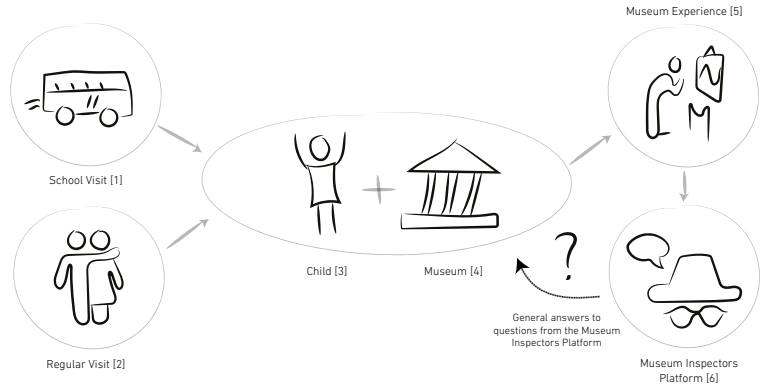 Museum Experience [5]
School Visit [1]
Child [3]
Museum [4]
?
General answers to
questions from the Museum
Inspectors Platform
Regular Visit [2]
Museum Inspectors
Platform [6]